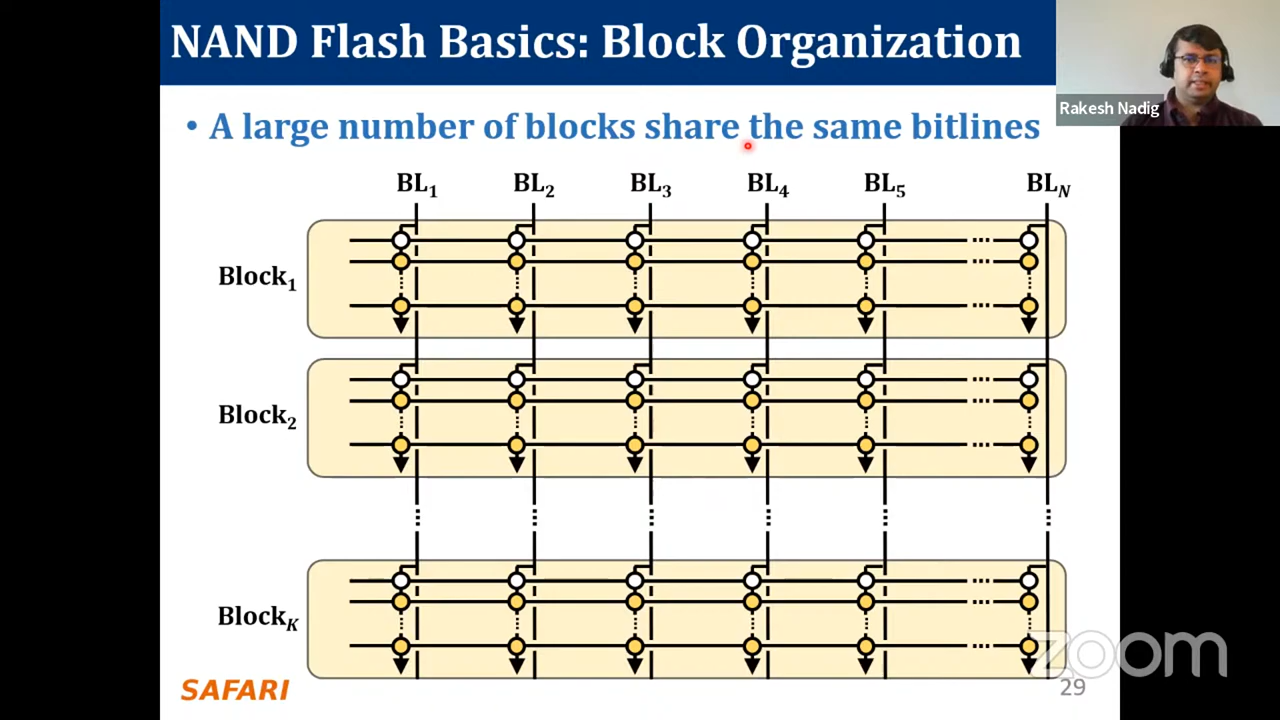 NAND Flash Basics: Block Organization
Rakesh Nadig
• A large number of blocks share the same bitlines
BL1 BL2 BL3 BL4 BL5 BLN
Block1
Block2
BlockK
SAFARI
29
zoom